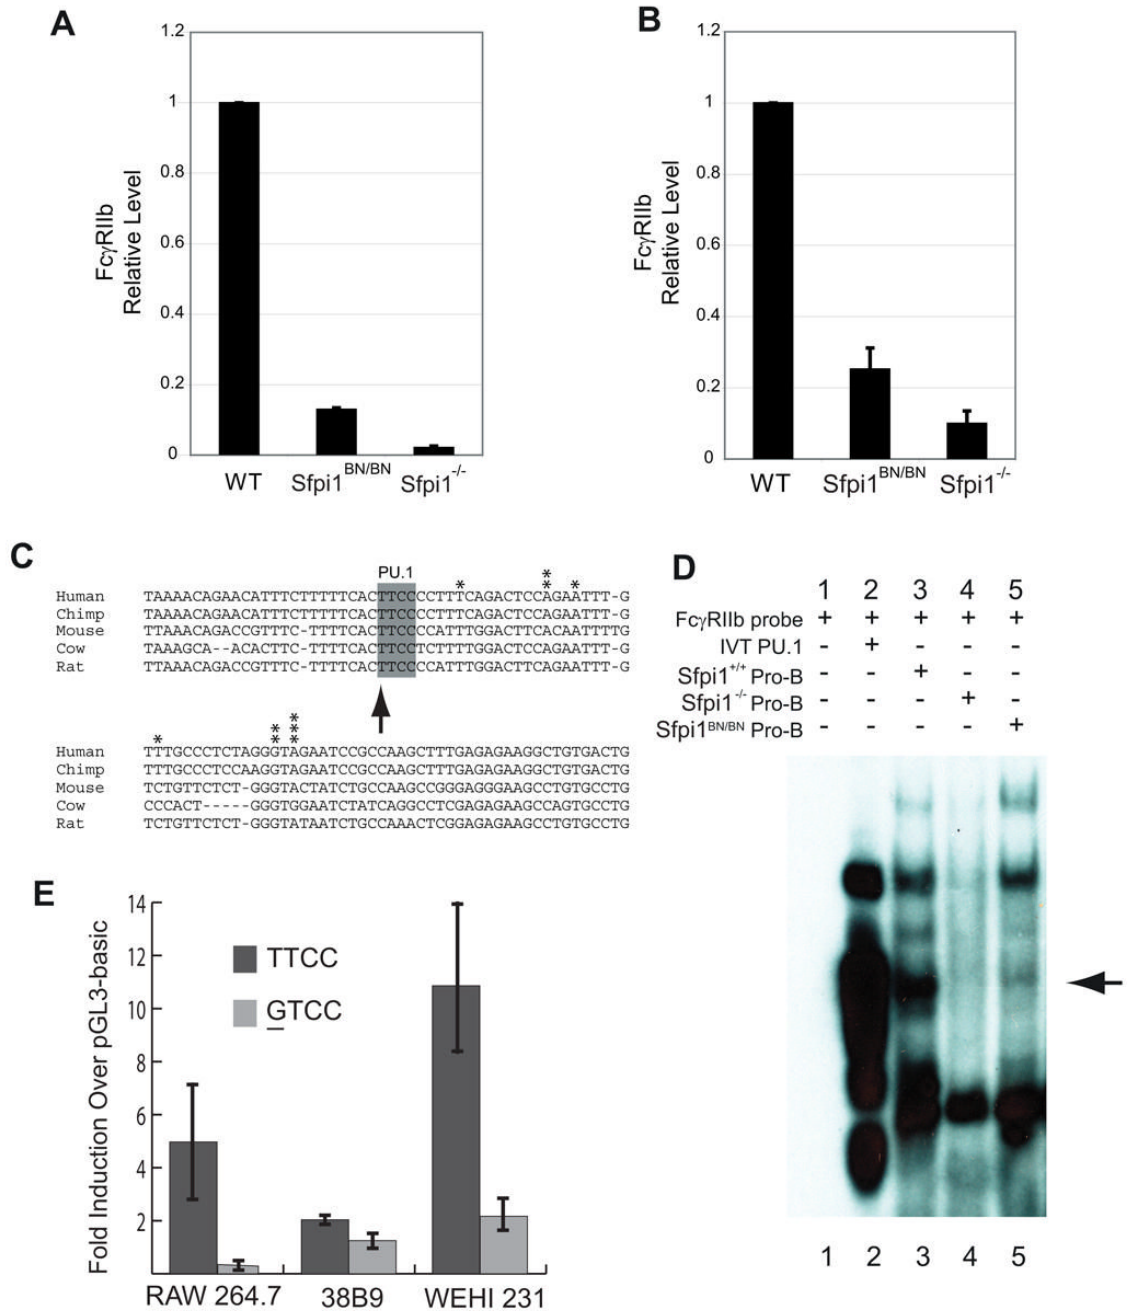 A
1.2
1
0.8
0.6
0.4
0.2
0
FcγRIIb
Relative Level
WT Sfpi1BN/BN Sfpi1-/-
B
1.2
1
0.8
0.6
0.4
0.2
0
FcγRIIb
Relative Level
WT Sfpi1BN/BN Sfpi1-/-
C
PU.1
*
* * *
Human TAAAACAGAACATTTCTTTTTCACTTCCCCTTTCAGACTCCAGAATTT-G
Chimp TAAAACAGAACATTTCTTTTTCACTTCCCCTTTCAGACTCCAGAATTT-G
Mouse TTAAACAGACCGTTTC-TTTTCACTTCCCCATTTGGACTTCACAATTTTG
Cow TAAAGCA--ACACTTC-TTTTCACTTCCTCTTTTGGACTTCAGAATTT-G
Rat TTAAACAGACCGTTTC-TTTTCACTTCCCCATTTGGACTTCAGAATTT-G
*
* *
* * *
Human TTTGCCCTCTAGGGTAGAATCCGCCAAGCTTTGAGAGAAGGCTGTGACTG
Chimp TTTGCCCTCCAAGGTAGAATCCGCCAAGCTTTGAGAGAAGGCTGTGACTG
Mouse TCTGTTCTCT-GGGTACTATCTGCCAAGCCGGGAGGGAAGCCTGTGCCTG
Cow CCCACT-----GGGTGGAATCTATCAGGCCTCGAGAGAAGCCAGTGCCTG
Rat TCTGTTCTCT-GGGTATAATCTGCCAAACTCGGAGAGAAGCCTGTGCCTG
D
1 2 3 4 5
FcγRIIb probe + + + + +
IVT PU.1 - + - - -
Sfpi1+/+ Pro-B - - + - -
Sfpi1-/- Pro-B - - - + -
Sfpi1BN/BN Pro-B - - - - +
1 2 3 4 5
E
14
12
10
8
6
4
2
Fold Induction Over pGL3-basic
TTCC
GTCC
RAW 264.7 38B9 WEHI 231